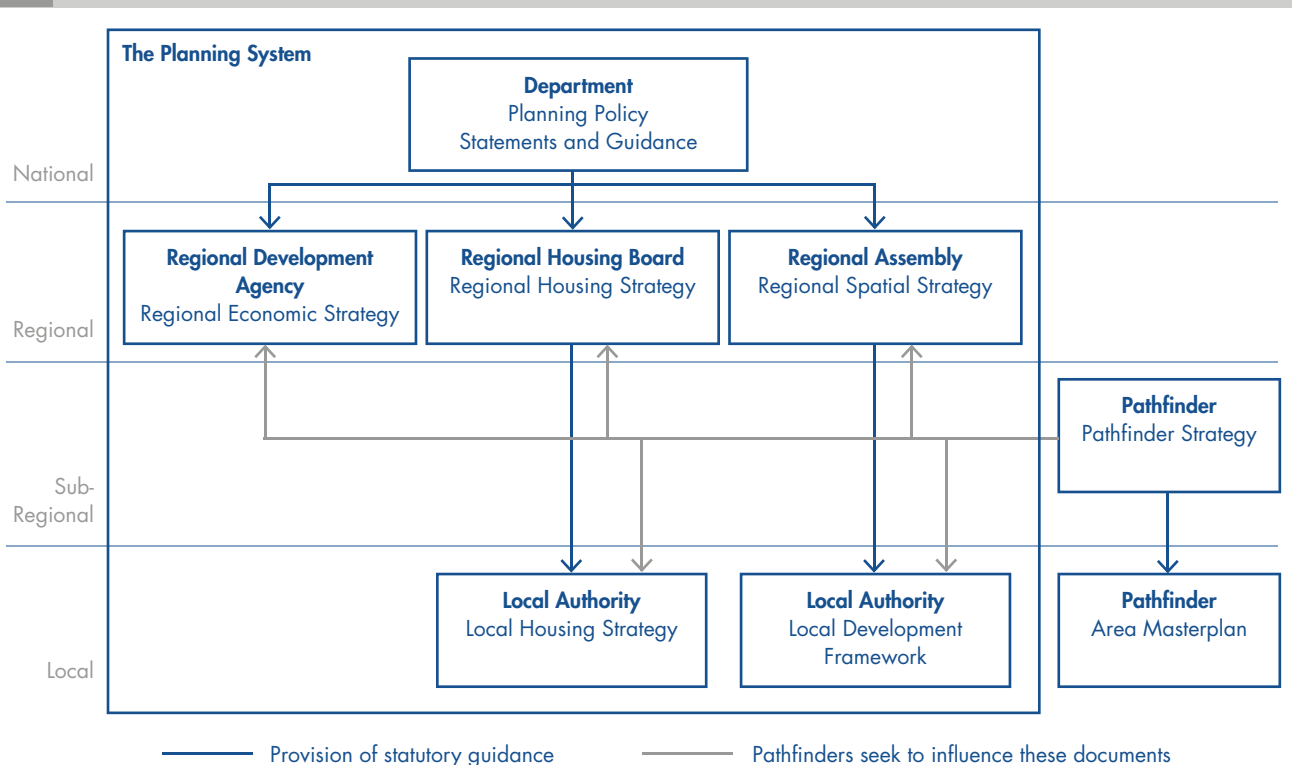 The Planning System
Department
Planning Policy
Statements and Guidance
National
Regional Development
Agency
Regional Economic Strategy
Regional Housing Board
Regional Housing Strategy
Regional Assembly
Regional Spatial Strategy
Regional
Pathfinder
Pathfinder Strategy
Sub-
Regional
Local Authority
Local Housing Strategy
Local Authority
Local Development
Framework
Pathfinder
Area Masterplan
Local
Provision of statutory guidance
Pathfinders seek to influence these documents